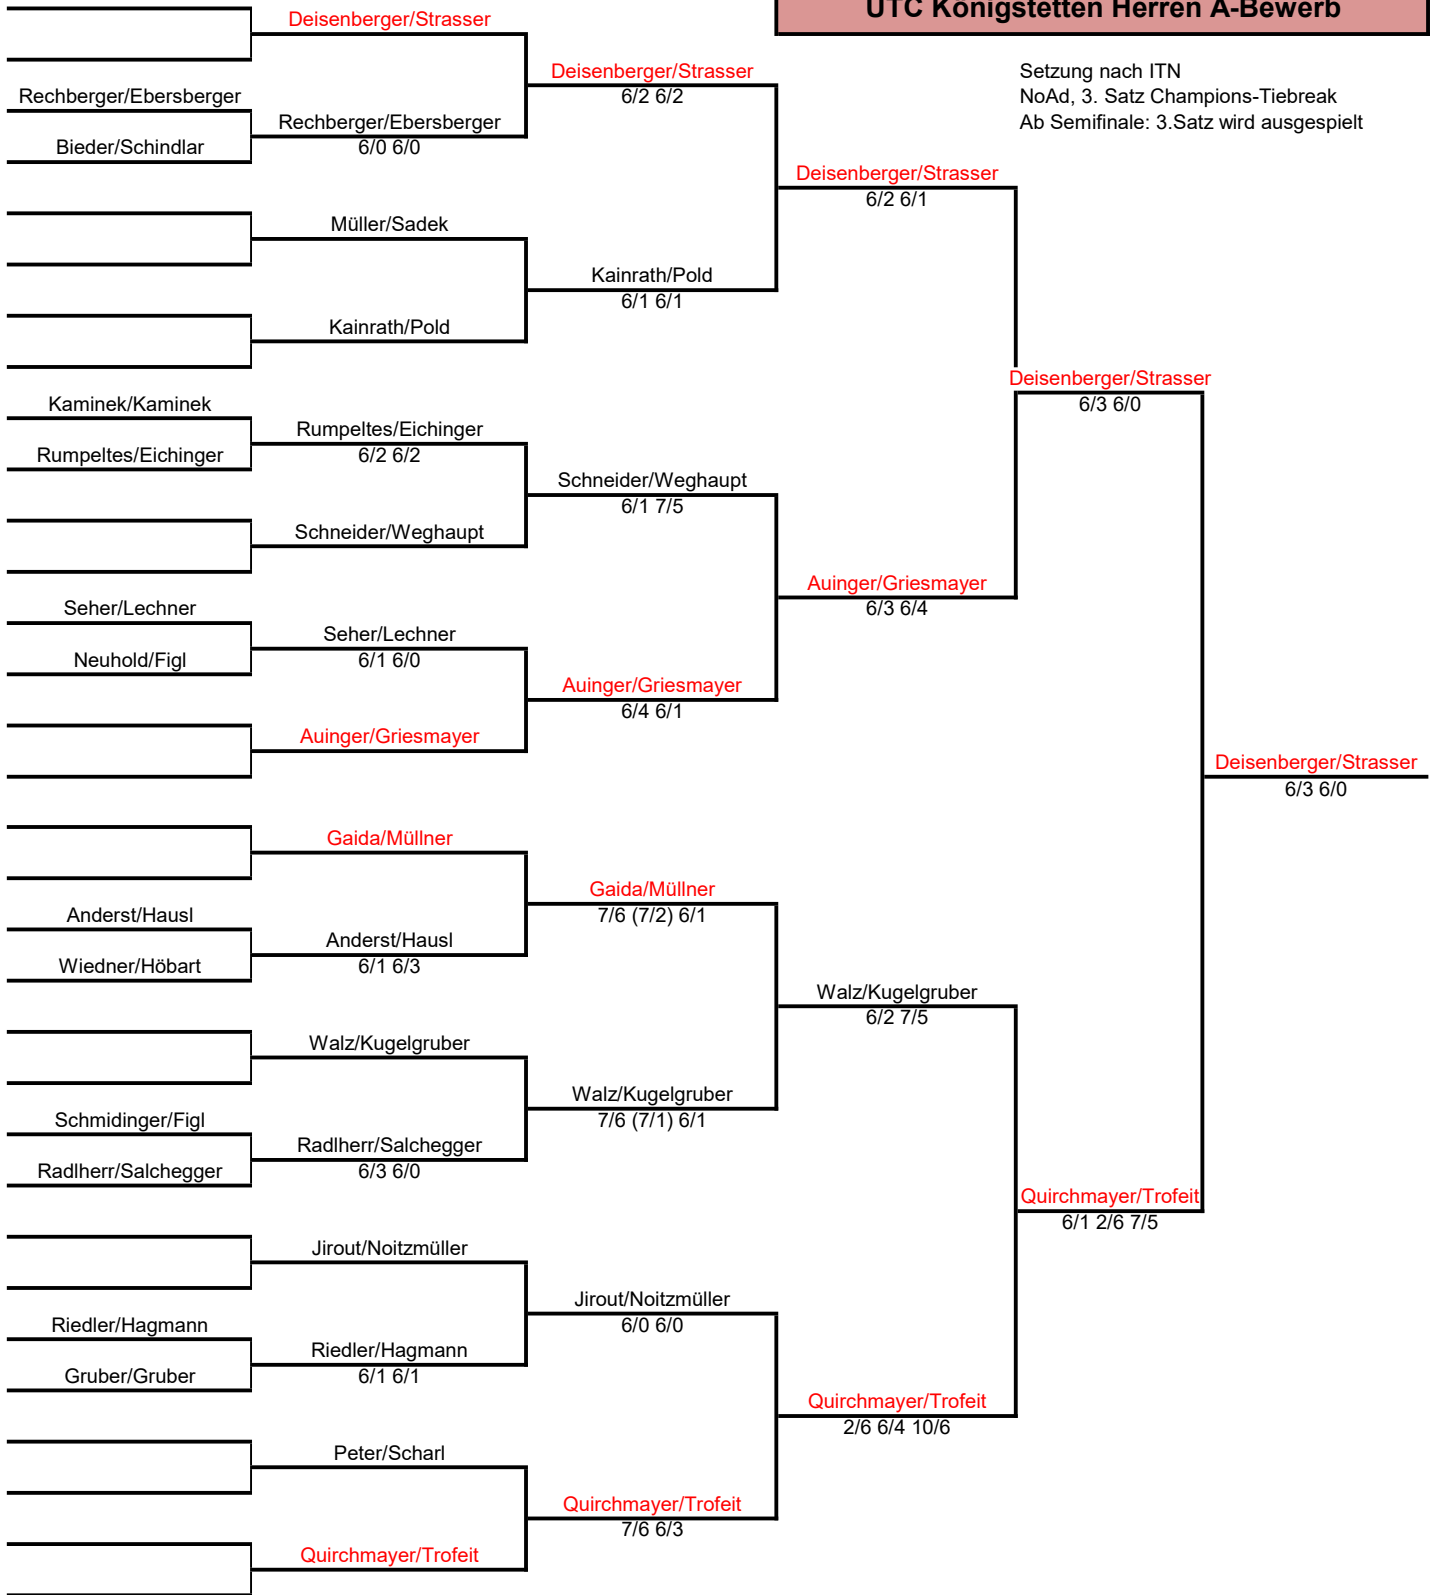 UTC Königstetten Herren A-Bewerb
Setzung nach ITN
NoAd, 3. Satz Champions-Tiebreak
Ab Semifinale: 3.Satz wird ausgespielt
Rechberger/Ebersberger
Bieder/Schindlar
Kaminek/Kaminek
Rumpeltes/Eichinger
Seher/Lechner
Neuhold/Figl
Anderst/Hausl
Wiedner/Höbart
Schmidinger/Figl
Radlherr/Salchegger
Riedler/Hagmann
Gruber/Gruber
Deisenberger/Strasser
Rechberger/Ebersberger
6/0 6/0
Müller/Sadek
Kainrath/Pold
Rumpeltes/Eichinger
6/2 6/2
Schneider/Weghaupt
Seher/Lechner
6/1 6/0
Auinger/Griesmayer
Gaida/Müllner
Anderst/Hausl
6/1 6/3
Walz/Kugelgruber
Radlherr/Salchegger
6/3 6/0
Jirout/Noitzmüller
Riedler/Hagmann
6/1 6/1
Peter/Scharl
Quirchmayer/Trofeit
Deisenberger/Strasser
6/2 6/2
Kainrath/Pold
6/1 6/1
Schneider/Weghaupt
6/1 7/5
Auinger/Griesmayer
6/4 6/1
Gaida/Müllner
7/6 (7/2) 6/1
Walz/Kugelgruber
7/6 (7/1) 6/1
Jirout/Noitzmüller
6/0 6/0
Quirchmayer/Trofeit
7/6 6/3
Deisenberger/Strasser
6/2 6/1
Auinger/Griesmayer
6/3 6/4
Walz/Kugelgruber
6/2 7/5
Quirchmayer/Trofeit
2/6 6/4 10/6
Deisenberger/Strasser
6/3 6/0
Quirchmayer/Trofeit
6/1 2/6 7/5
Deisenberger/Strasser
6/3 6/0